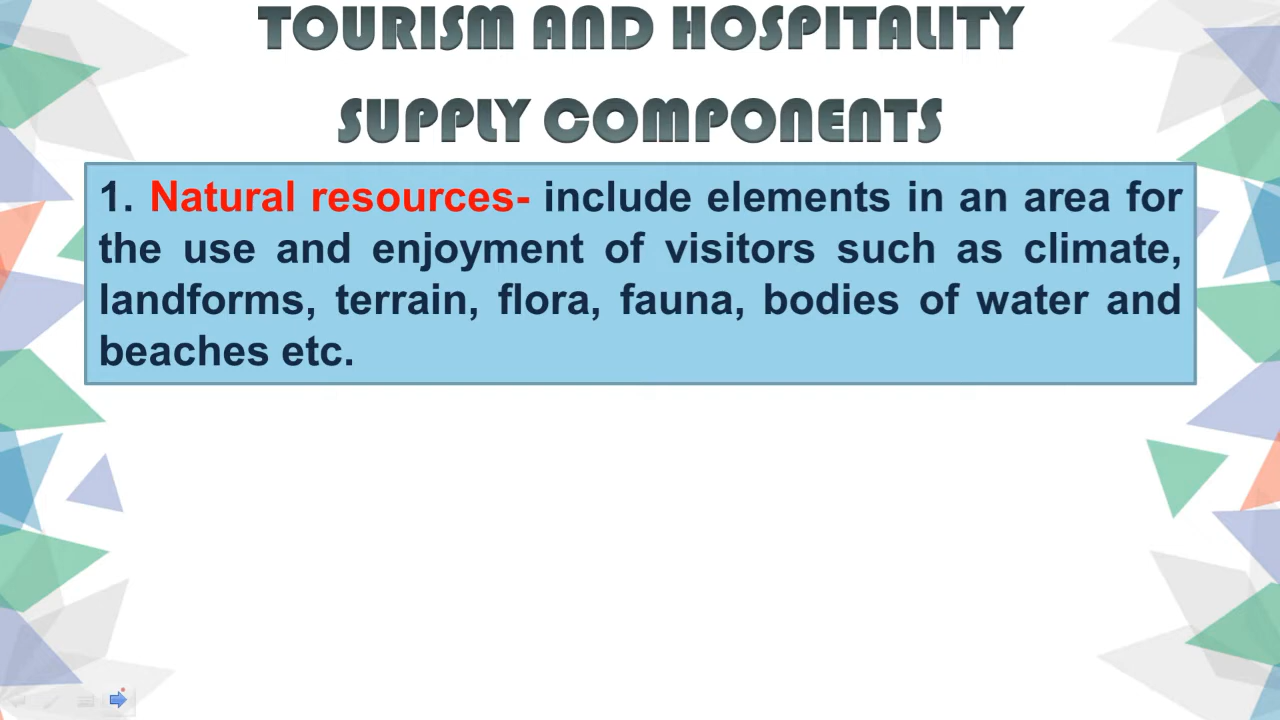 TOURISM AND HOSPITALITY
SUPPLY COMPONENTS
1. Natural resources- include elements in an area for
the use and enjoyment of visitors such as climate,
landforms, terrain, flora, fauna, bodies of water and
beaches etc.